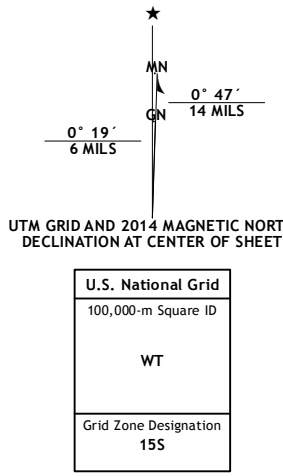 MN
0° 47´
14 MILS
GN
0° 19´
6 MILS
UTM GRID AND 2014 MAGNETIC NORT
DECLINATION AT CENTER OF SHEET
U.S. National Grid
100,000-m Square ID
WT
Grid Zone Designation
15S